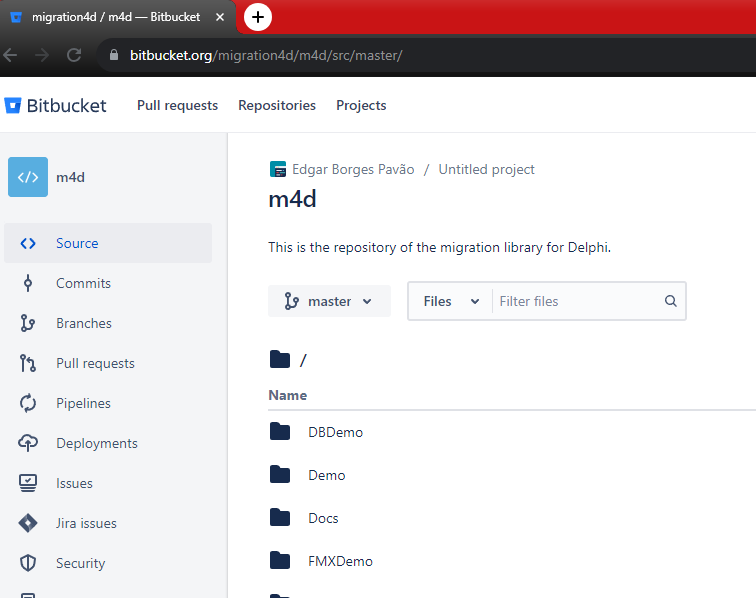 migration4d / m4d — Bitbucket
bitbucket.org/migration4d/m4d/src/master/
Bitbucket Pull requests Repositories Projects
m4d
Source
Commits
Branches
Pull requests
Pipelines
Deployments
Issues
Jira issues
Security
Edgar Borges Pavão / Untitled project
m4d
This is the repository of the migration library for Delphi.
master Files Filter files
/
Name
DBDemo
Demo
Docs
FMXDemo